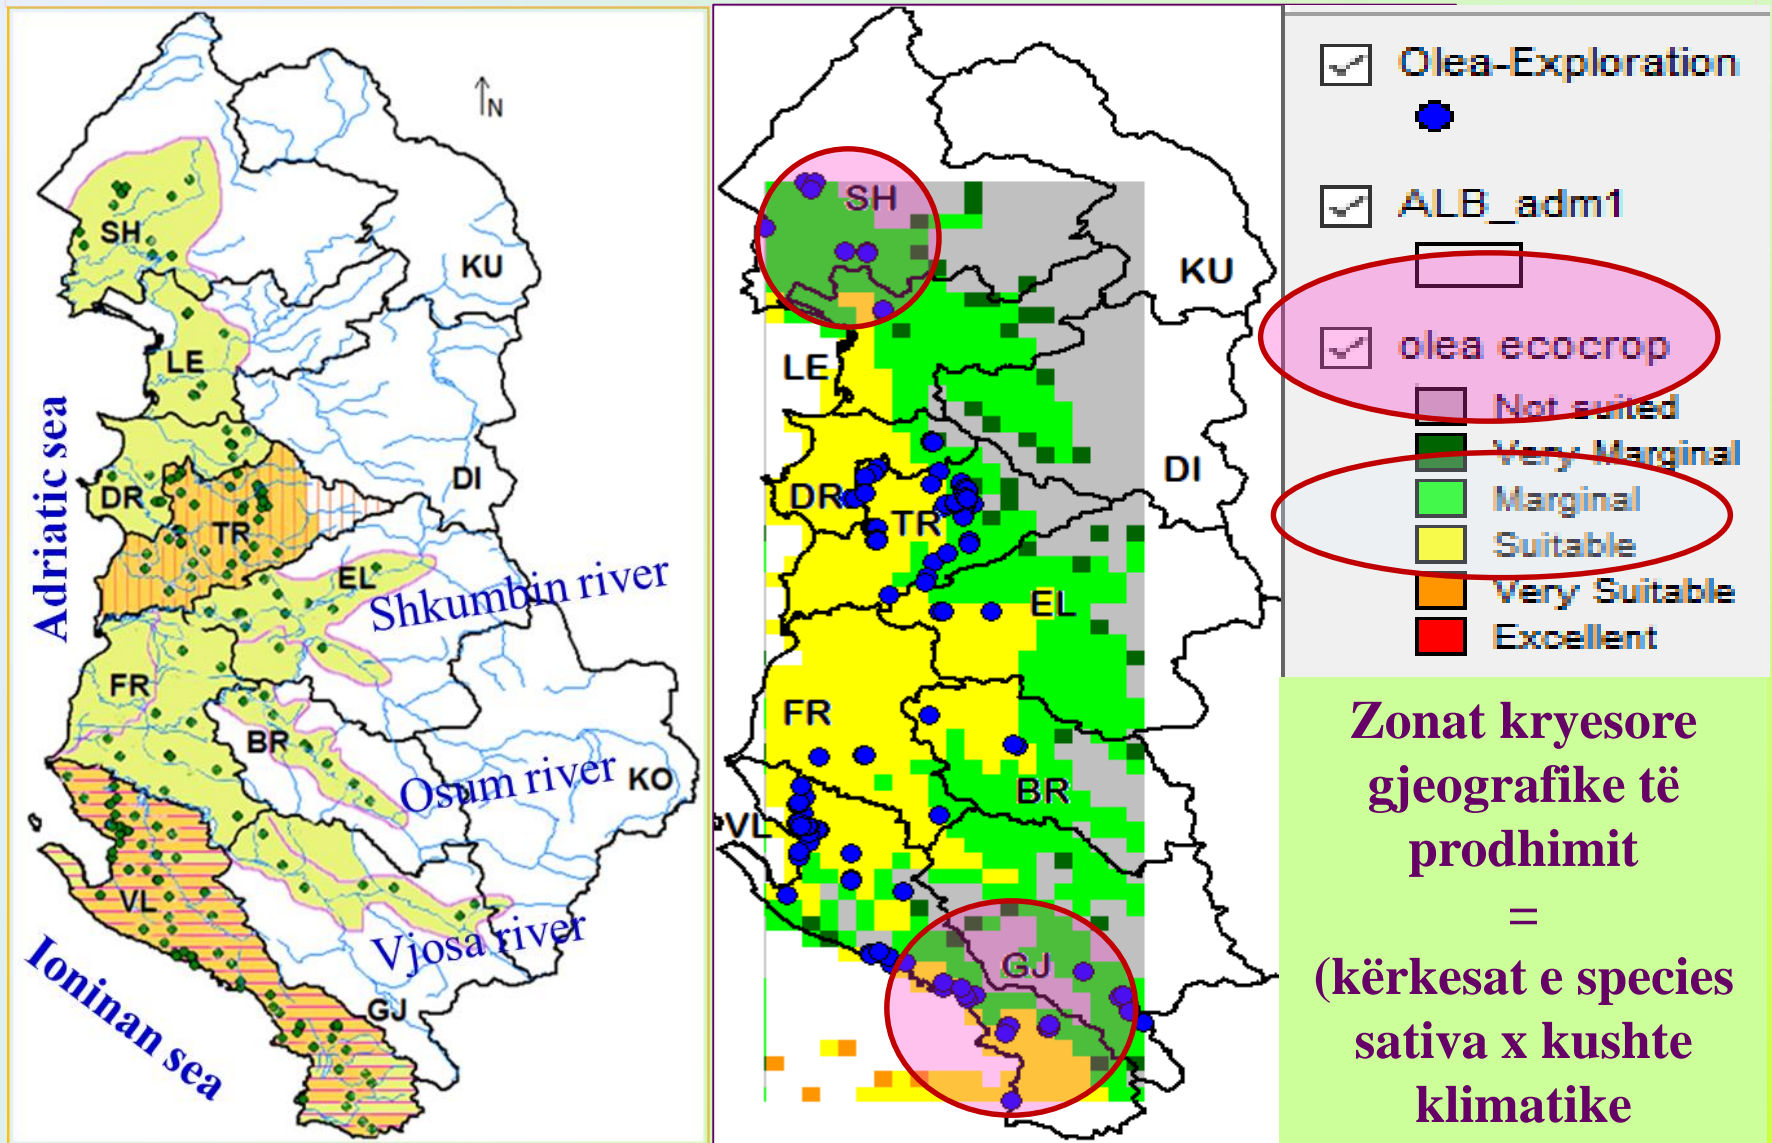 N
SH
KU
LE
Adriatic sea
DI
DR
TR
EL
Shkumbin river
FR
BR
Osum river
KO
VL
Vjosa river
Ioninan sea
GJ
SH
KU
LE
DI
DR
TR
EL
FR
BR
VL
GJ
Olea-Exploration
ALB_adm1
olea ecocrop
Not suited
Very Marginal
Marginal
Suitable
Very Suitable
Excellent
Zonat kryesore
gjeografike të
prodhimit
=
(kërkesat e species
sativa x kushte
klimatike